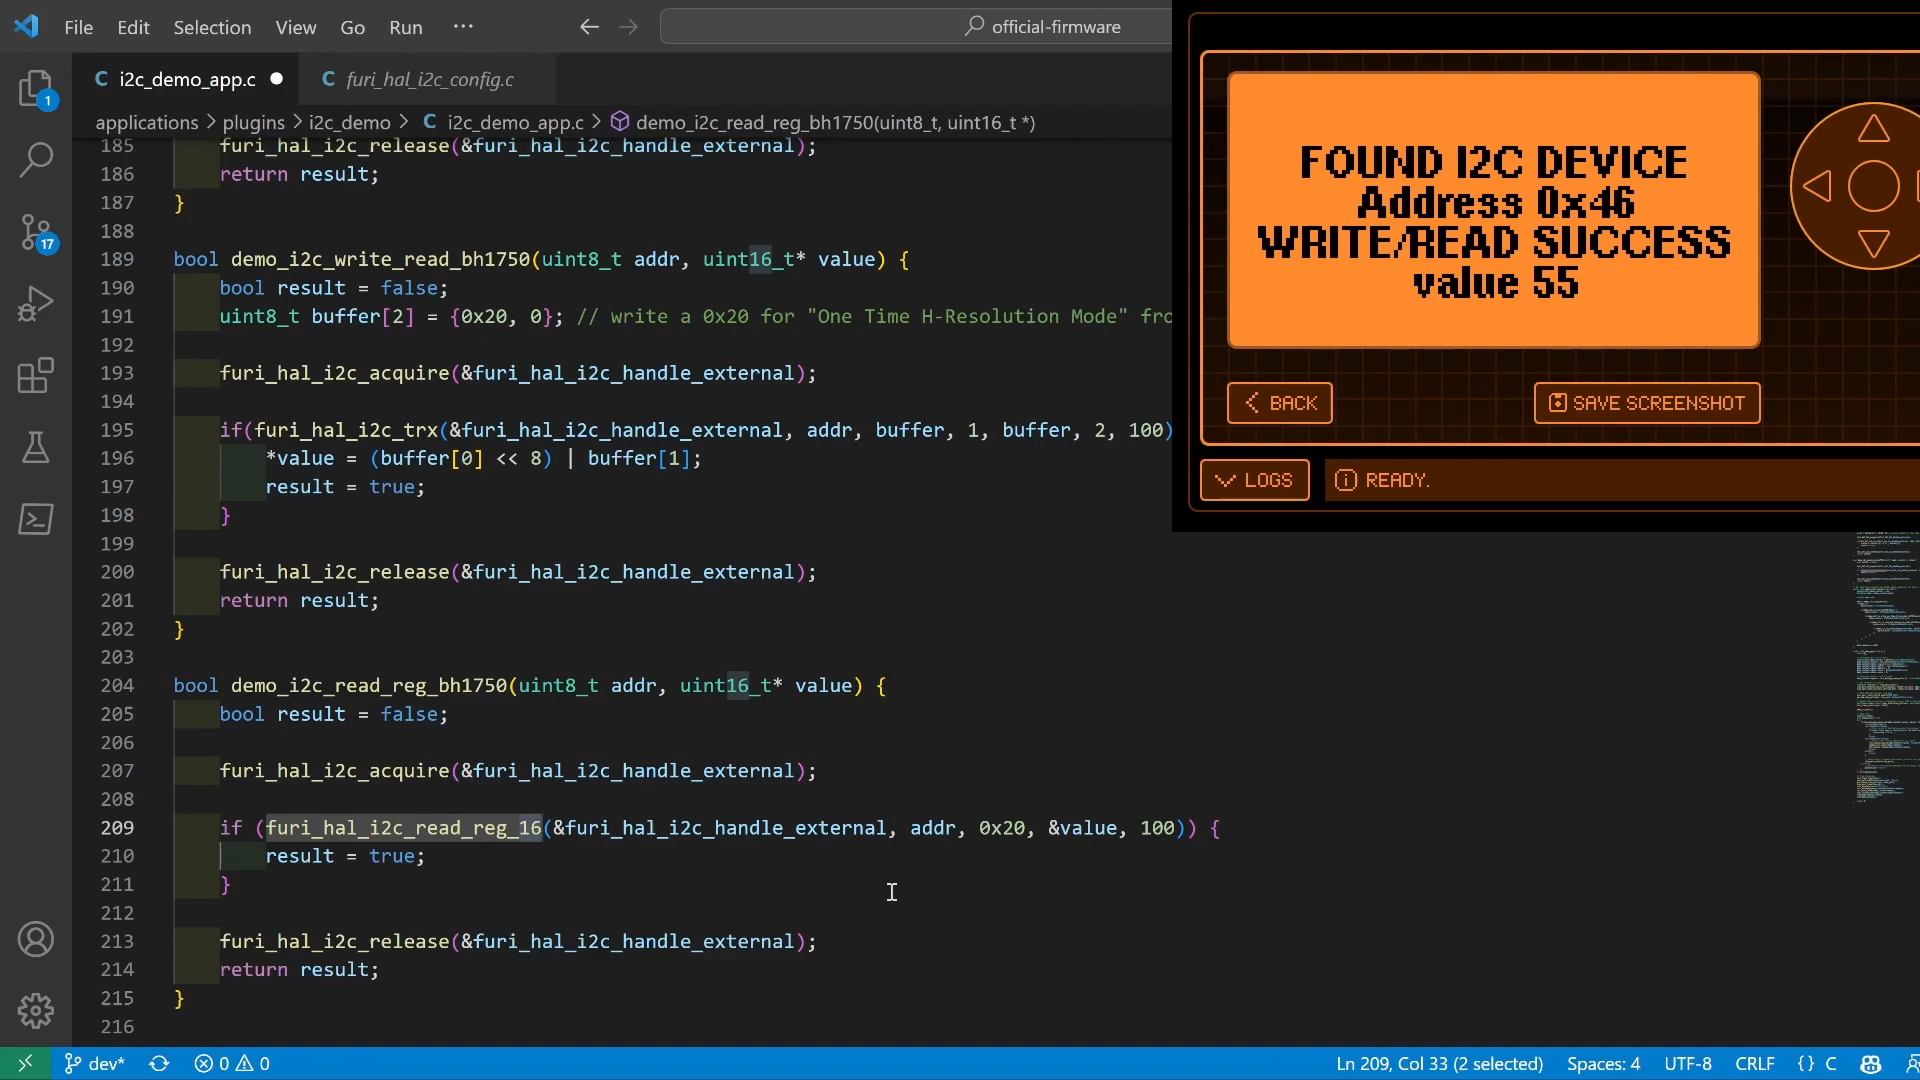 File Edit Selection View Go Run ··· official-firmware
i2c_demo_app.c furi_hal_i2c_config.c
applications > plugins > i2c_demo > C i2c_demo_app.c > demo_i2c_read_reg_bh1750(uint8_t, uint16_t *)
185 furi_hal_i2c_release(&furi_hal_i2c_handle_external);
186 return result;
187 }
188
189 bool demo_i2c_write_read_bh1750(uint8_t addr, uint16_t* value) {
190 bool result = false;
191 uint8_t buffer[2] = {0x20, 0}; // write a 0x20 for "One Time H-Resolution Mode" fro
192
193 furi_hal_i2c_acquire(&furi_hal_i2c_handle_external);
194
195 if(furi_hal_i2c_trx(&furi_hal_i2c_handle_external, addr, buffer, 1, buffer, 2, 100)
196 *value = (buffer[0] << 8) | buffer[1];
197 result = true;
198 }
199
200 furi_hal_i2c_release(&furi_hal_i2c_handle_external);
201 return result;
202 }
203
204 bool demo_i2c_read_reg_bh1750(uint8_t addr, uint16_t* value) {
205 bool result = false;
206
207 furi_hal_i2c_acquire(&furi_hal_i2c_handle_external);
208
209 if (furi_hal_i2c_read_reg_16(&furi_hal_i2c_handle_external, addr, 0x20, &value, 100)) {
210 result = true;
211 }
212
213 furi_hal_i2c_release(&furi_hal_i2c_handle_external);
214 return result;
215 }
216
FOUND I2C DEVICE
Address 0x46
WRITE/READ SUCCESS
value 55
BACK
SAVE SCREENSHOT
LOGS
READY.
1
17
dev* 0 0 Ln 209, Col 33 (2 selected) Spaces: 4 UTF-8 CRLF {} C